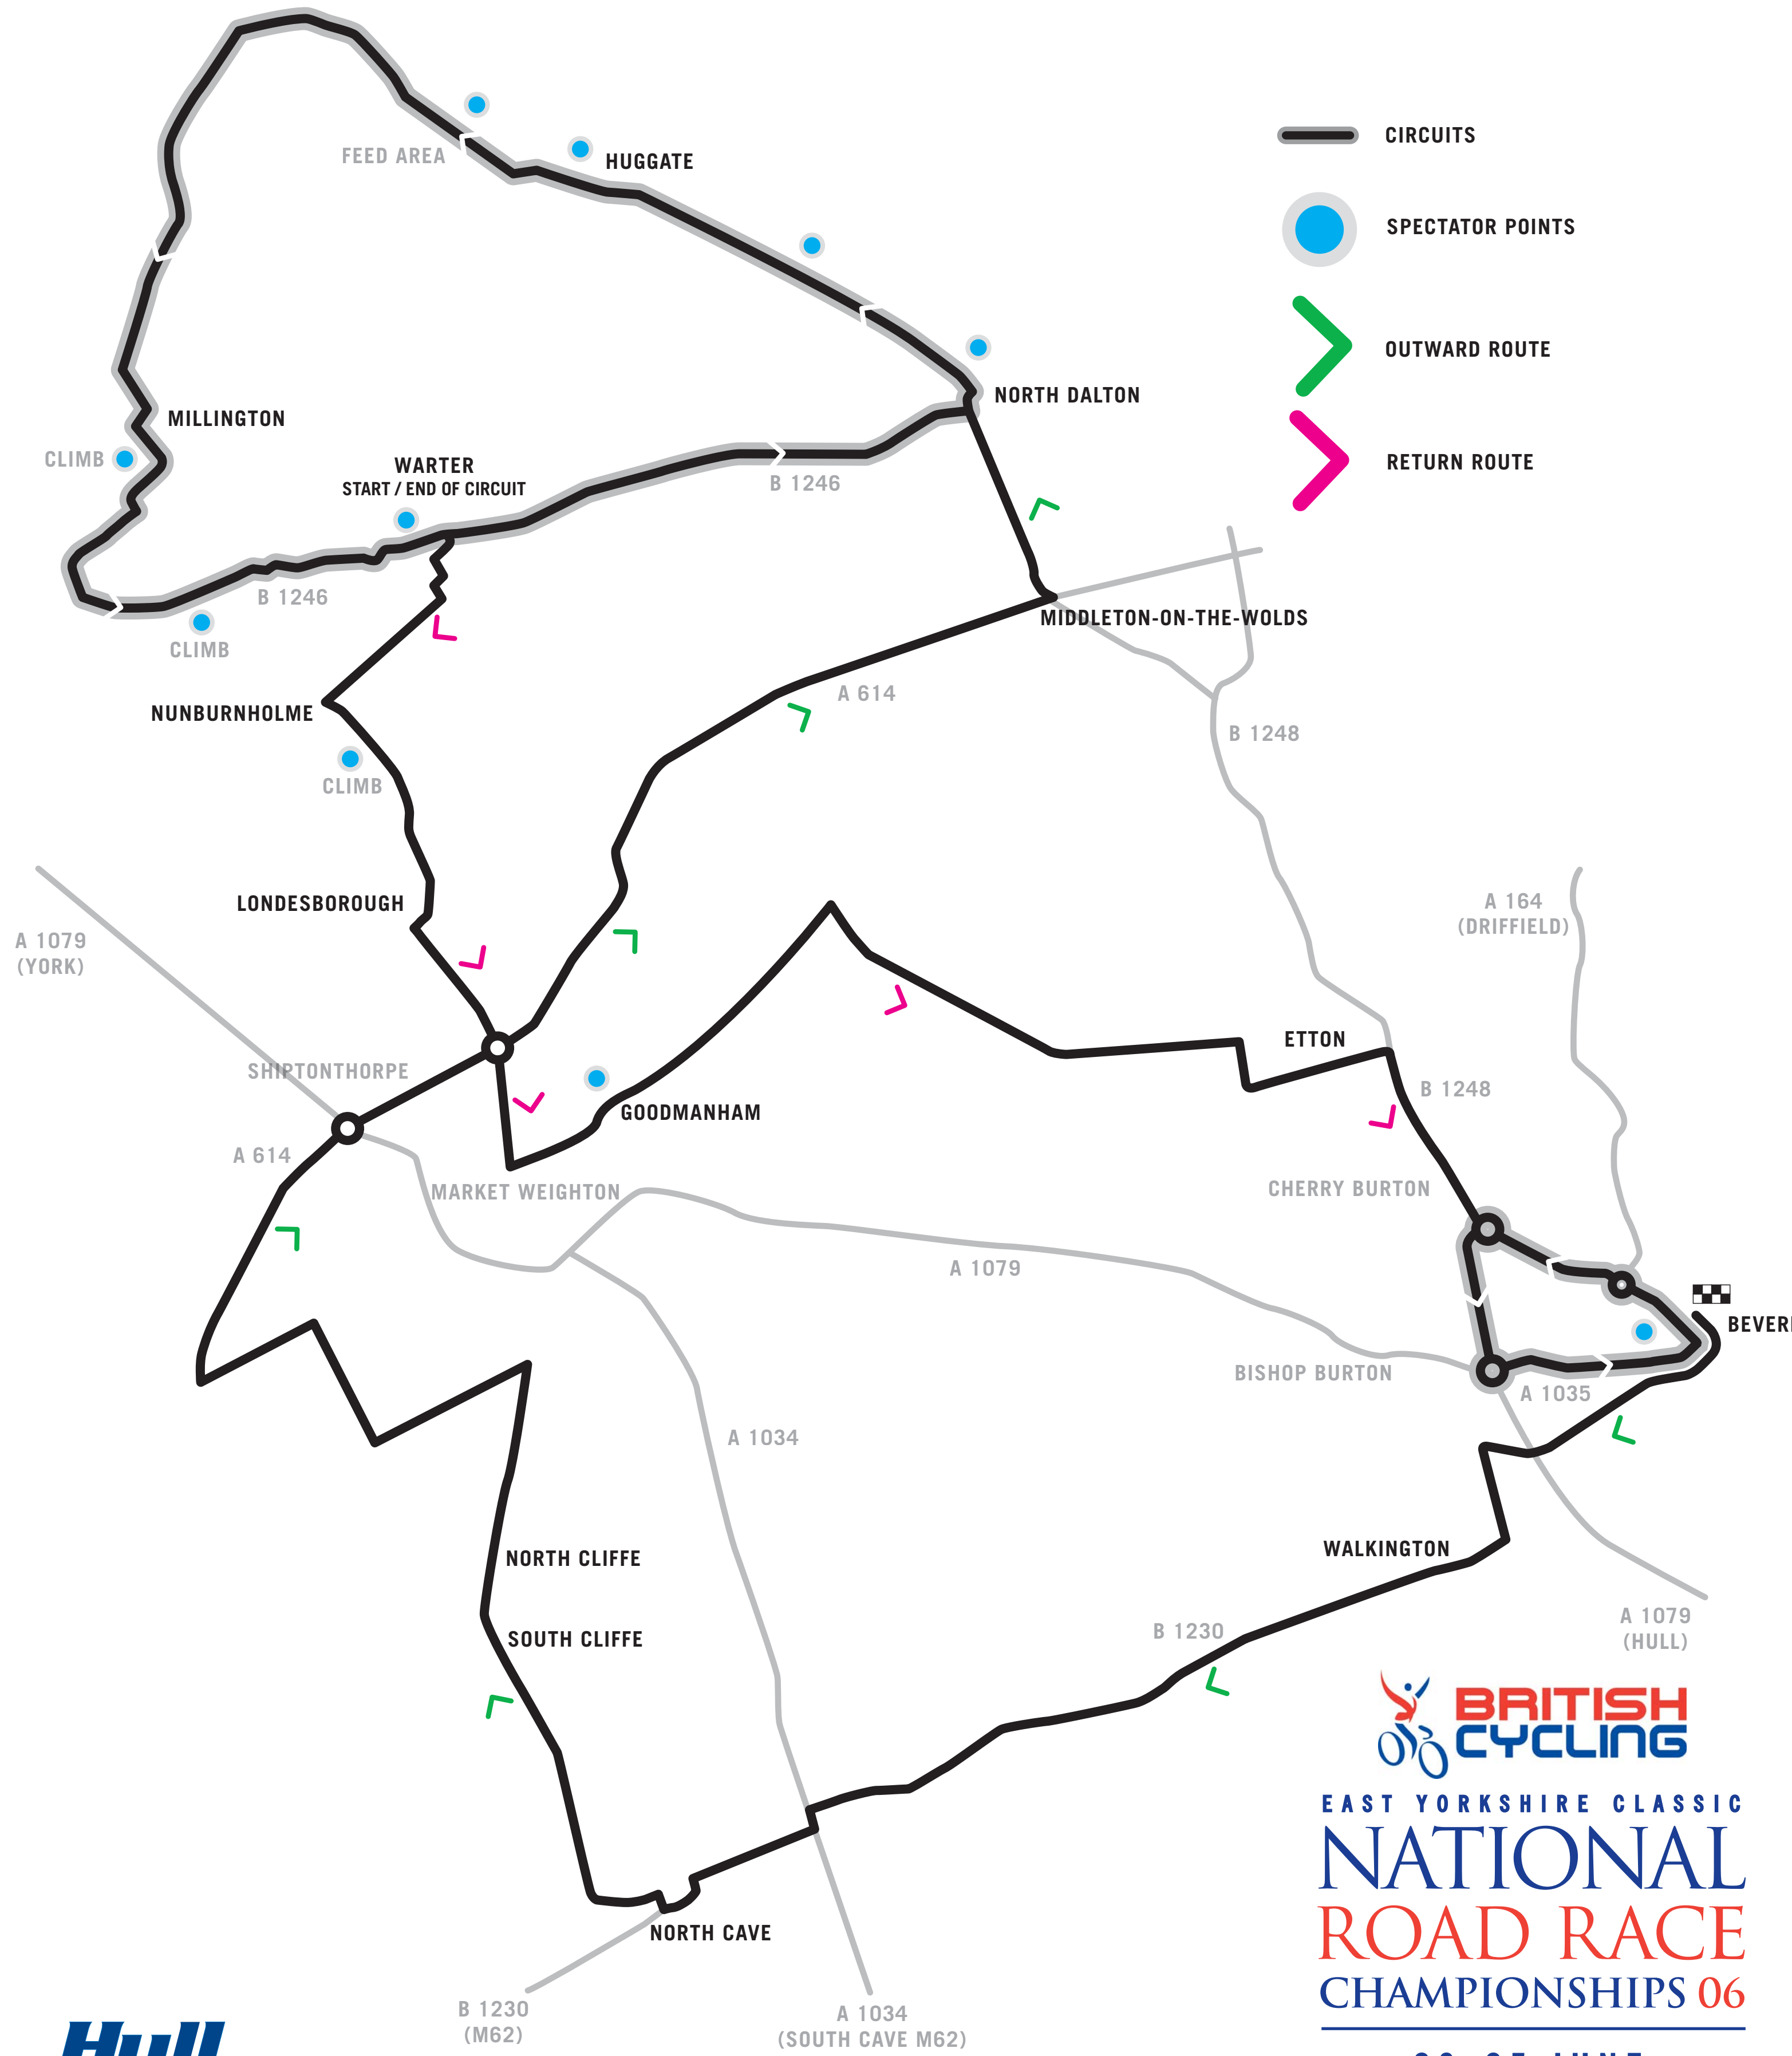 FEED AREA
HUGGATE
CIRCUITS
SPECTATOR POINTS
OUTWARD ROUTE
NORTH DALTON
MILLINGTON
CLIMB
WARTER
START / END OF CIRCUIT
RETURN ROUTE
B 1246
B 1246
CLIMB
MIDDLETON-ON-THE-WOLDS
A 614
NUNBURNHOLME
B 1248
CLIMB
LONDESBOROUGH
A 164
(DRIFFIELD)
A 1079
(YORK)
ETTON
SHIPTONTHORPE
B 1248
GOODMANHAM
A 614
MARKET WEIGHTON
CHERRY BURTON
A 1079
BISHOP BURTON
A 1035
A 1034
WALKINGTON
NORTH CLIFFE
SOUTH CLIFFE
B 1230
A 1079
(HULL)
BRITISH
CYCLING
EAST YORKSHIRE CLASSIC
NATIONAL
ROAD RACE
CHAMPIONSHIPS 06
NORTH CAVE
B 1230
(M62)
A 1034
(SOUTH CAVE M62)
Hull